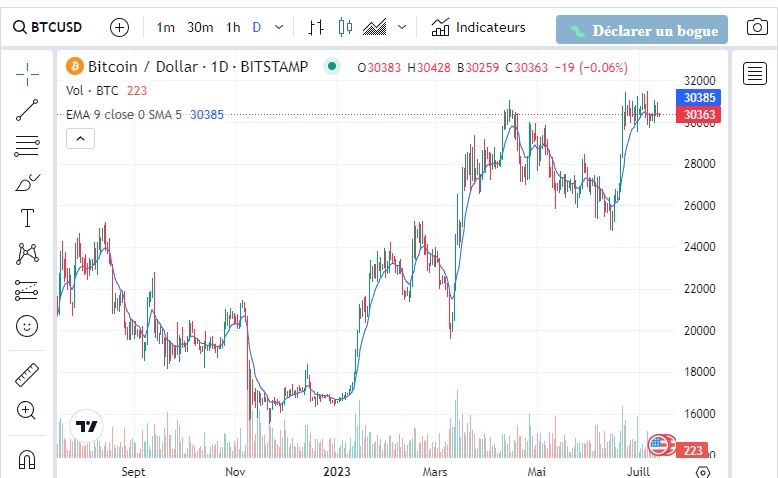 BTCUSD 1m 30m 1h D Indicateurs Déclarer un bogue
Bitcoin / Dollar · 1D · BITSTAMP O30383 H30428 B30259 C30363 −19 (−0.06%)
Vol · BTC 223
EMA 9 close 0 SMA 5 30385
32000
30385
30363
30000
28000
26000
24000
22000
20000
18000
16000
223
Sept Nov 2023 Mars Mai Juill